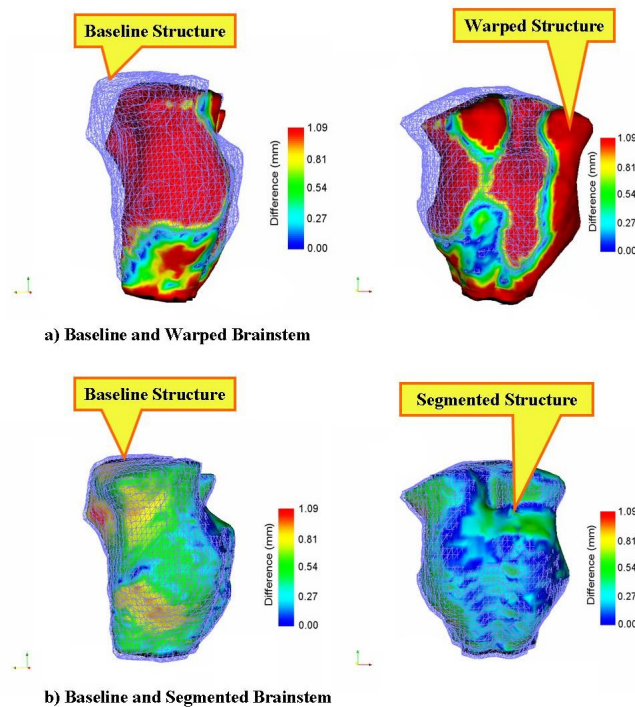 Baseline Structure
Warped Structure
Difference (mm)
1.09
0.81
0.54
0.27
0.00
Difference (mm)
1.09
0.81
0.54
0.27
0.00
a) Baseline and Warped Brainstem
Baseline Structure
Segmented Structure
Difference (mm)
1.09
0.81
0.54
0.27
0.00
Difference (mm)
1.09
0.81
0.54
0.27
0.00
b) Baseline and Segmented Brainstem